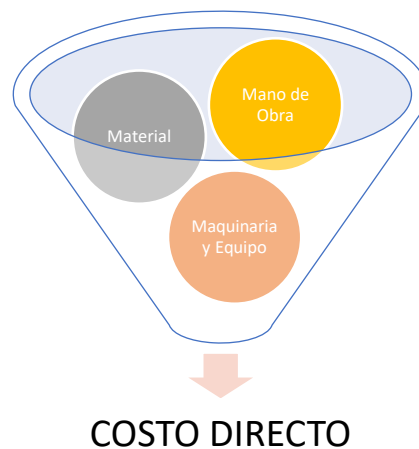 Mano de
Obra
Material
Maquinaria
y Equipo
COSTO DIRECTO